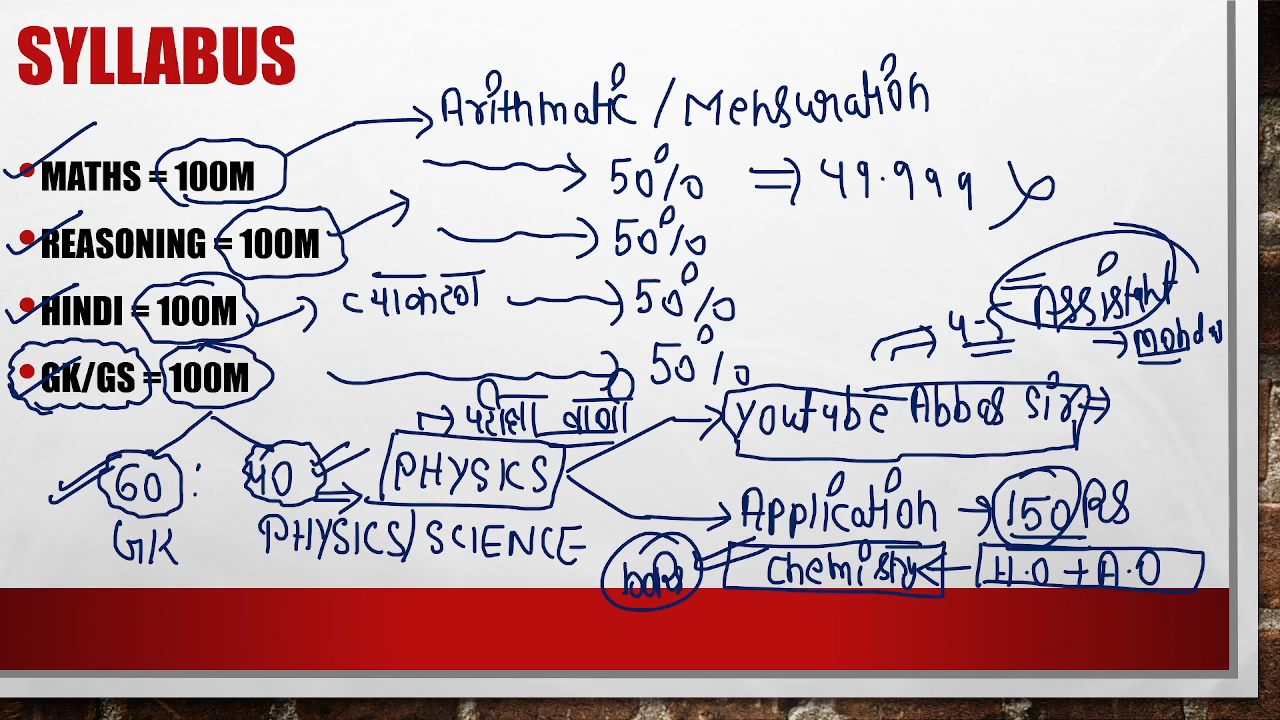 SYLLABUS
Arithmatic / Mensuration
• MATHS = 100M
50% ⇒ 49.999
• REASONING = 100M
50%
• HINDI = 100M
व्याकरण
50%
4-5
Assistant
→
• GK/GS = 100M
50%
→ परीक्षा वाणी
Youtube Abbas Sir
60 : 40
PHYSICS
Application → 150 RS
GK
PHYSICS/SCIENCE
Chemistry
H.O + A.O